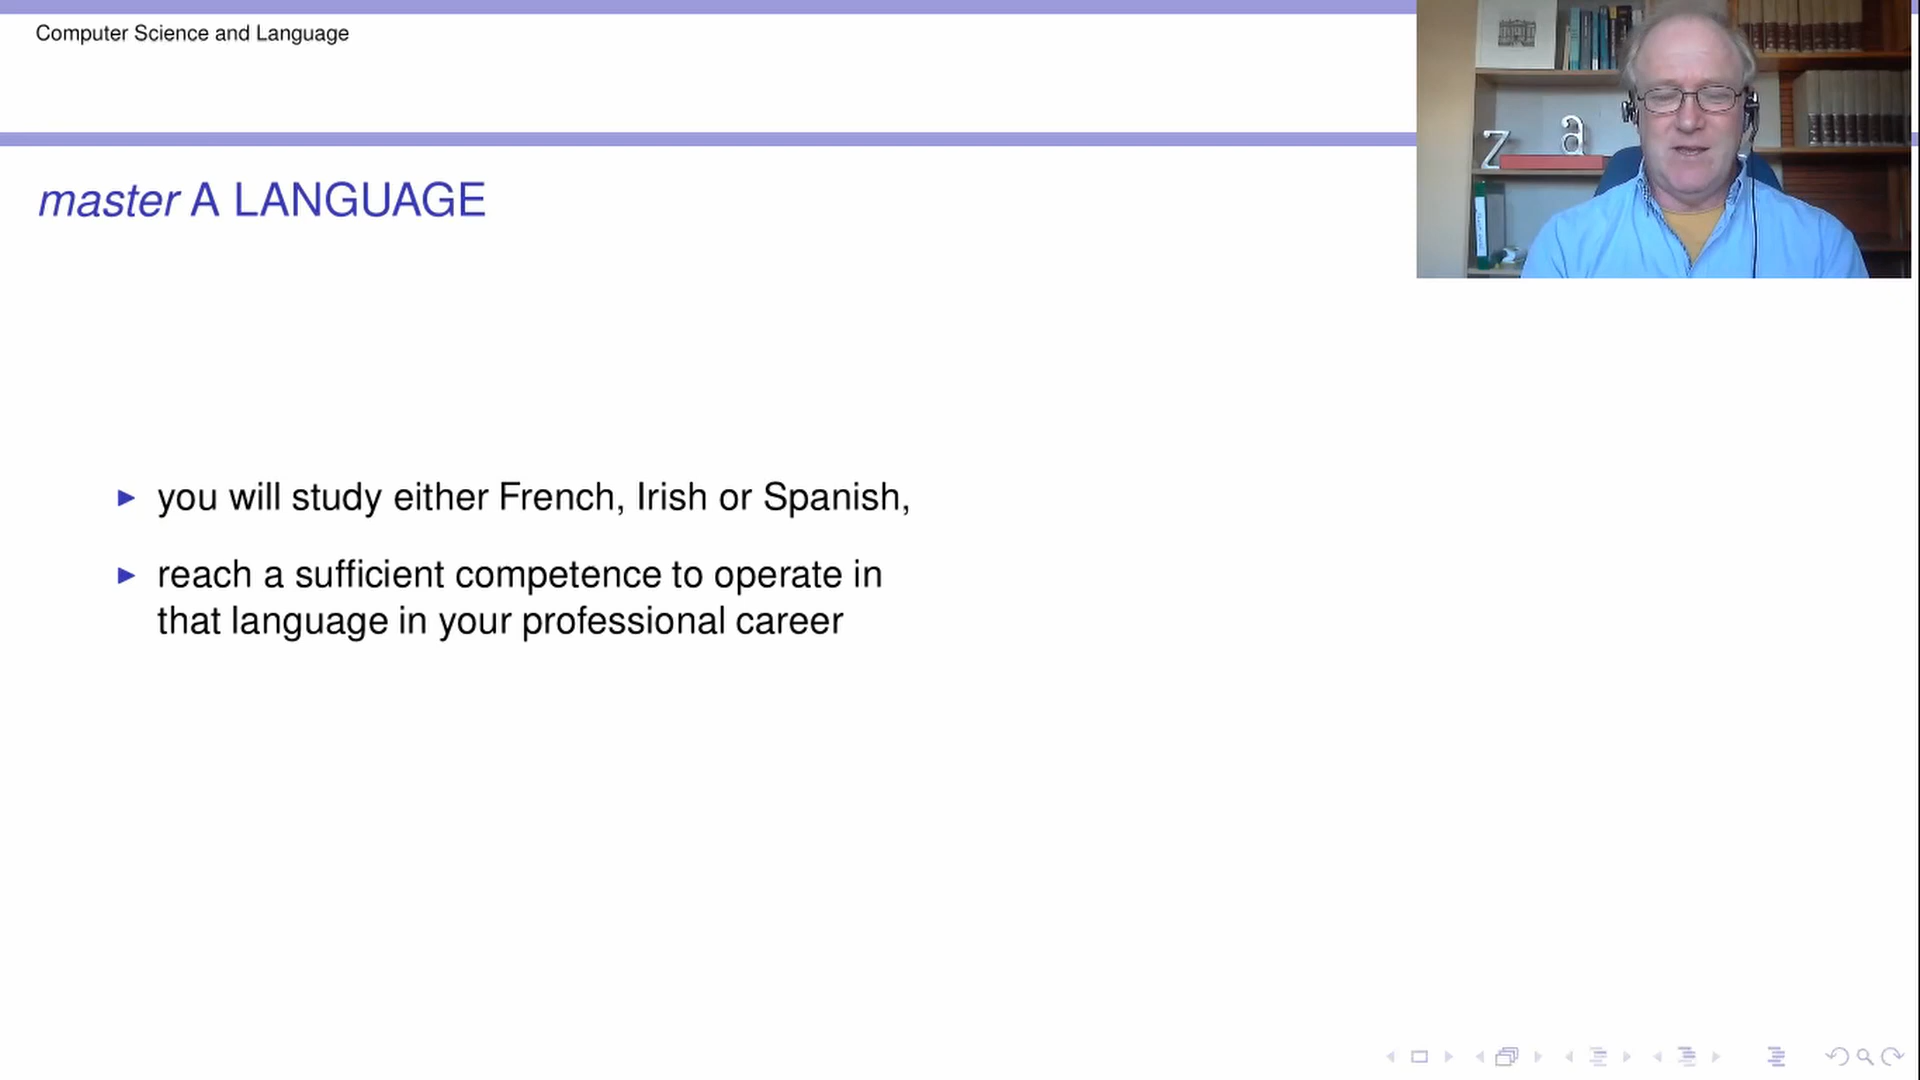 Computer Science and Language
z a
master A LANGUAGE
you will study either French, Irish or Spanish,
reach a sufficient competence to operate in
that language in your professional career